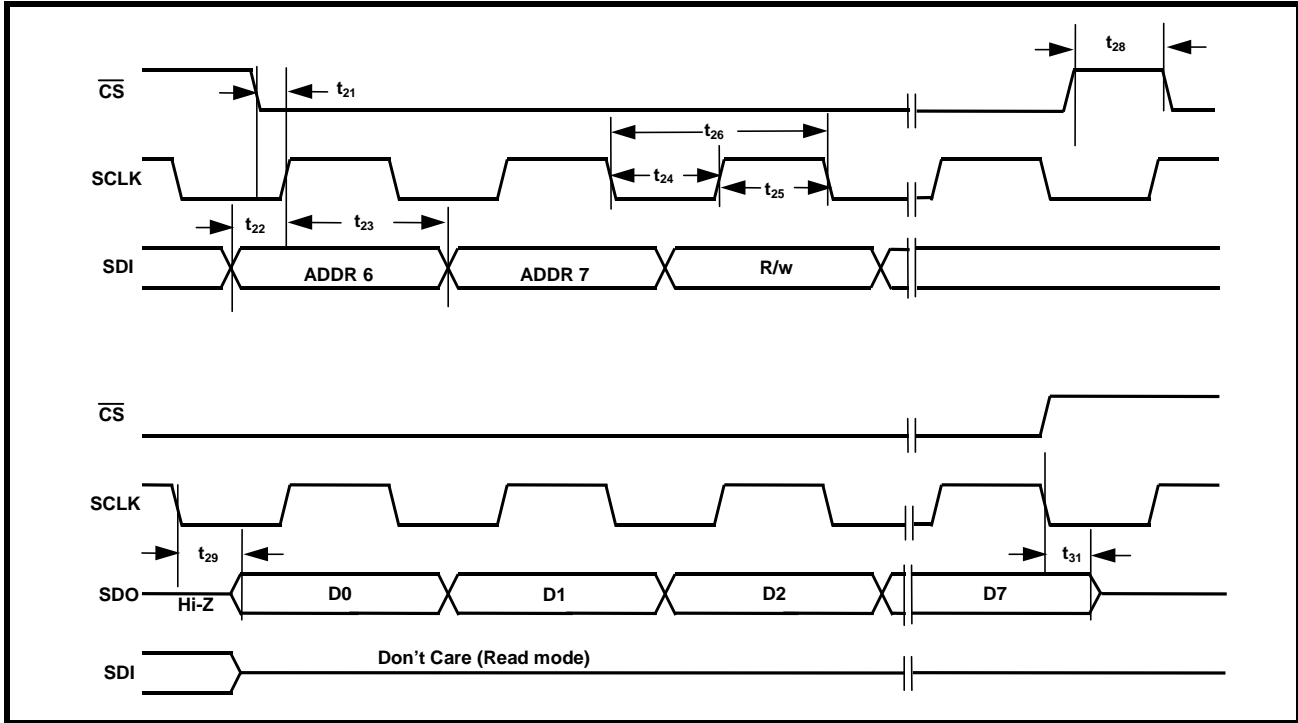 CS
t21
t28
SCLK
t26
t24
t25
t22
t23
SDI
ADDR 6
ADDR 7
R/w
CS
SCLK
t29
t31
SDO
Hi-Z
D0
D1
D2
D7
SDI
Don't Care (Read mode)